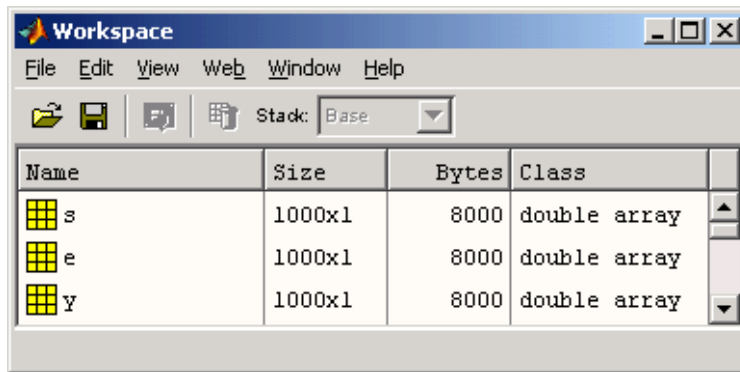 Workspace
File Edit View Web Window Help
Stack: Base
Name Size Bytes Class
s 1000x1 8000 double array
e 1000x1 8000 double array
y 1000x1 8000 double array